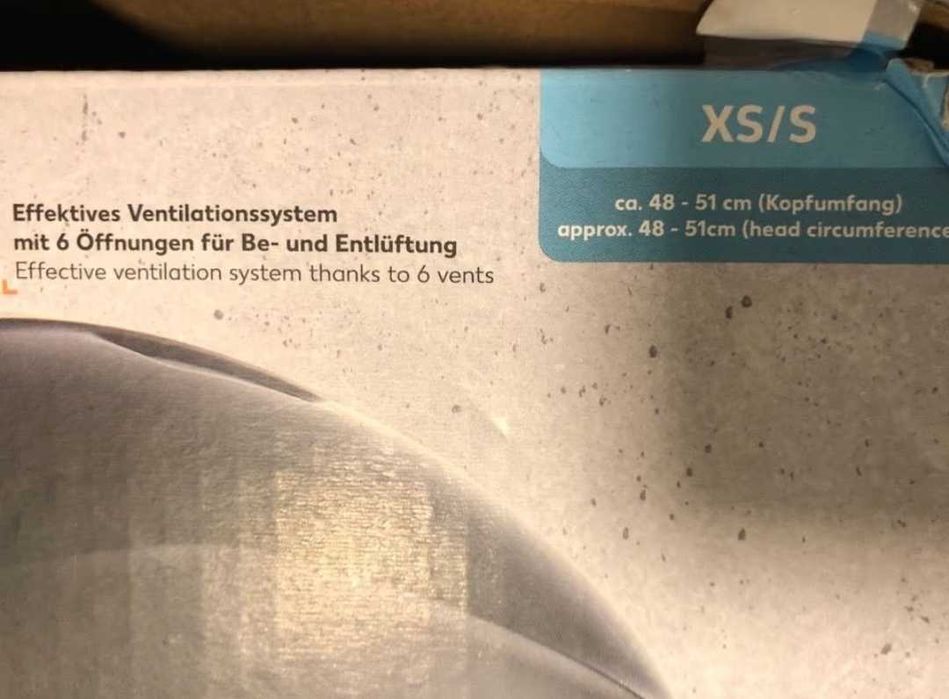 XS/S
ca. 48 - 51 cm (Kopfumfang)
approx. 48 - 51cm (head circumference
Effektives Ventilationssystem
mit 6 Öffnungen für Be- und Entlüftung
Effective ventilation system thanks to 6 vents